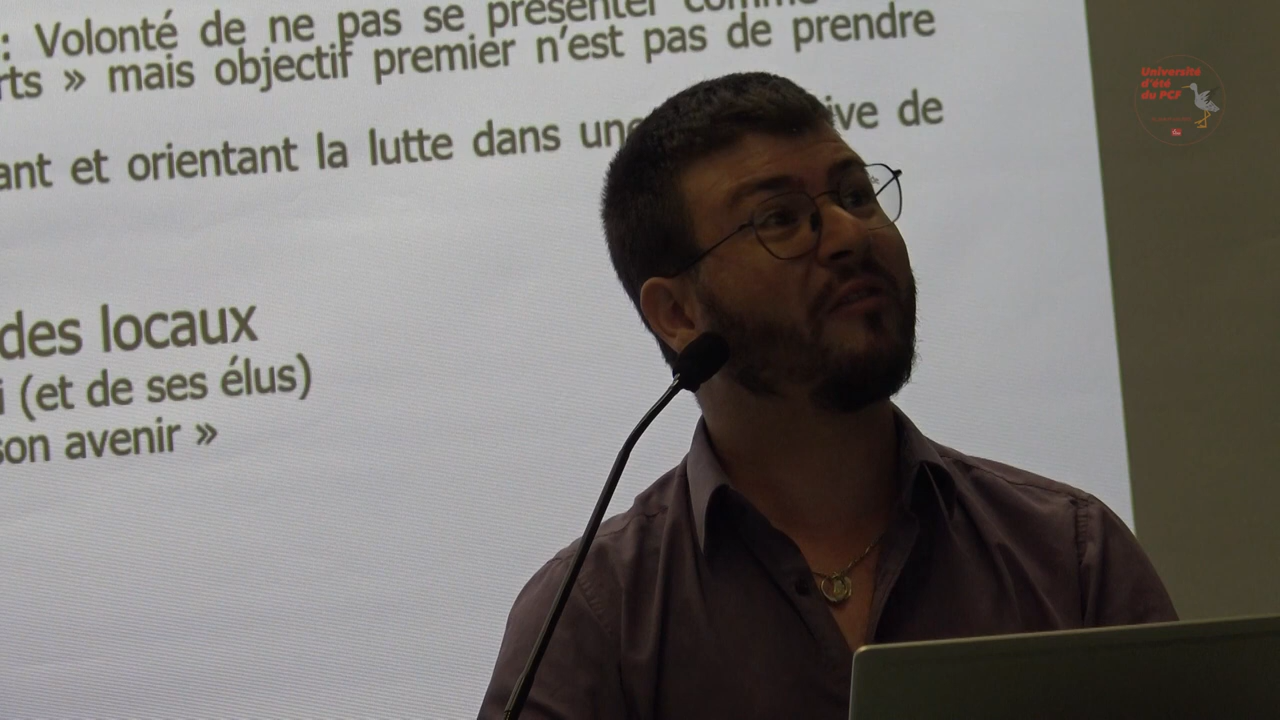 : Volonté de ne pas se présenter comme
rts » mais objectif premier n’est pas de prendre
ant et orientant la lutte dans une ive de
des locaux
i (et de ses élus)
son avenir »
Université
d'été
du PCF